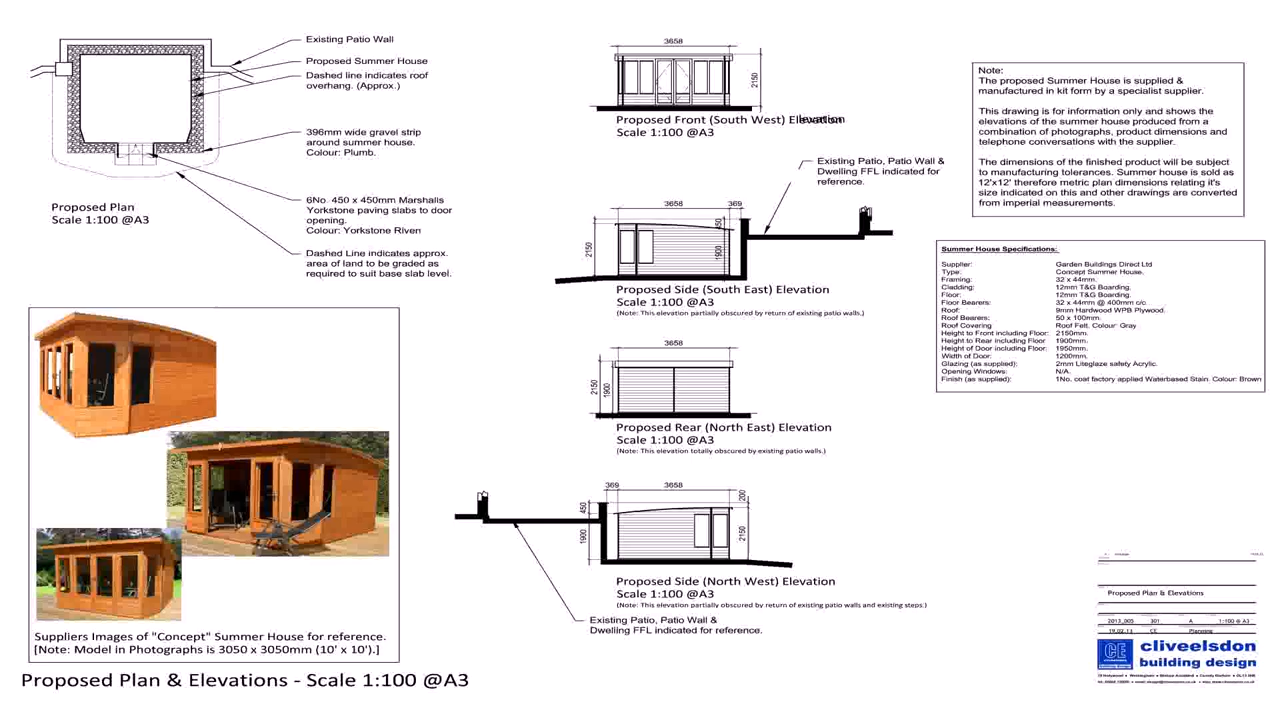 Existing Patio Wall
Proposed Summer House
Dashed line indicates roof
overhang. (Approx.)
396mm wide gravel strip
around summer house.
Colour: Plumb.
6No. 450 x 450mm Marshalls
Yorkstone paving slabs to door
opening.
Colour: Yorkstone Riven
Dashed Line indicates approx.
area of land to be graded as
required to suit base slab level.
Proposed Plan
Scale 1:100 @A3
Suppliers Images of "Concept" Summer House for reference.
[Note: Model in Photographs is 3050 x 3050mm (10' x 10').]
Proposed Plan & Elevations - Scale 1:100 @A3
3658
2150
Proposed Front (South West) Elevation
Scale 1:100 @A3
Existing Patio, Patio Wall &
Dwelling FFL indicated for
reference.
3658
369
450
2150
1900
Proposed Side (South East) Elevation
Scale 1:100 @A3
(Note: This elevation partially obscured by return of existing patio walls.)
3658
2150
1900
Proposed Rear (North East) Elevation
Scale 1:100 @A3
(Note: This elevation totally obscured by existing patio walls.)
369
3658
200
450
1900
2150
Proposed Side (North West) Elevation
Scale 1:100 @A3
(Note: This elevation partially obscured by return of existing patio walls and existing steps.)
Existing Patio, Patio Wall &
Dwelling FFL indicated for reference.
Note:
The proposed Summer House is supplied &
manufactured in kit form by a specialist supplier.
This drawing is for information only and shows the
elevations of the summer house produced from a
combination of photographs, product dimensions and
telephone conversations with the supplier.
The dimensions of the finished product will be subject
to manufacturing tolerances. Summer house is sold as
12'x12' therefore metric plan dimensions relating it's
size indicated on this and other drawings are converted
from imperial measurements.
Summer House Specifications:
Supplier: Garden Buildings Direct Ltd
Type: Concept Summer House.
Framing: 32 x 44mm.
Cladding: 12mm T&G Boarding.
Floor: 12mm T&G Boarding.
Floor Bearers: 32 x 44mm @ 400mm c/c.
Roof: 9mm Hardwood WPB Plywood.
Roof Bearers: 50 x 100mm.
Roof Covering Roof Felt. Colour: Gray
Height to Front including Floor: 2150mm.
Height to Rear including Floor 1900mm.
Height of Door including Floor: 1950mm.
Width of Door: 1200mm.
Glazing (as supplied): 2mm Liteglaze safety Acrylic.
Opening Windows: N/A.
Finish (as supplied): 1No. coat factory applied Waterbased Stain. Colour: Brown
Proposed Plan & Elevations
2013_005 301 A 1:100 @ A3
19.02.13 CE Planning
CE
cliveelsdon
building design